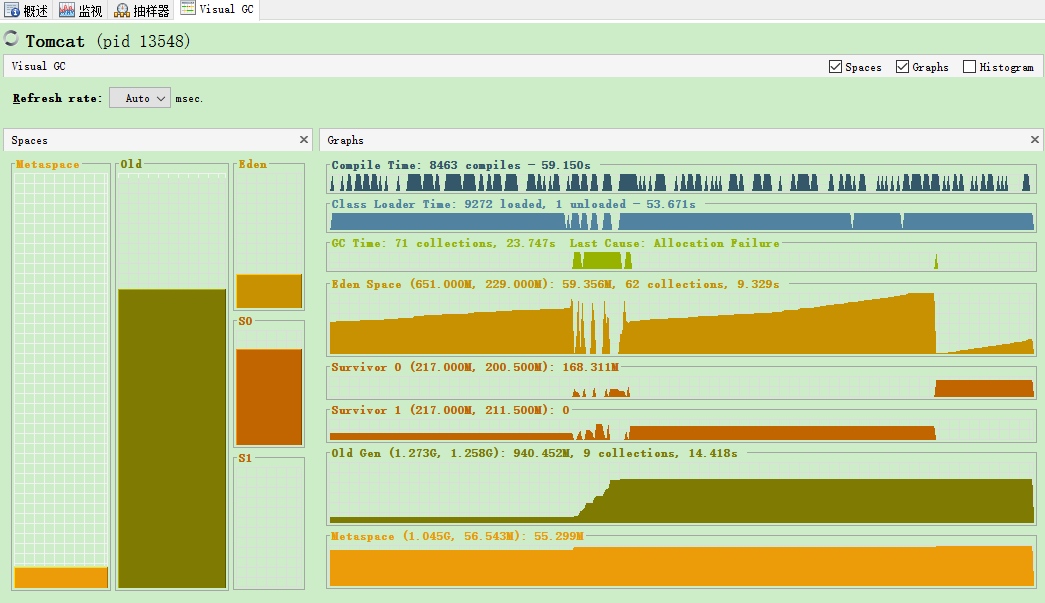 概述 监视 抽样器 Visual GC
Tomcat (pid 13548)
Visual GC
Spaces Graphs Histogram
Refresh rate: Auto msec.
Spaces
Metaspace Old Eden
S0
S1
Graphs
Compile Time: 8463 compiles - 59.150s
Class Loader Time: 9272 loaded, 1 unloaded - 53.671s
GC Time: 71 collections, 23.747s Last Cause: Allocation Failure
Eden Space (651.000M, 229.000M): 59.356M, 62 collections, 9.329s
Survivor 0 (217.000M, 200.500M): 168.311M
Survivor 1 (217.000M, 211.500M): 0
Old Gen (1.273G, 1.258G): 940.452M, 9 collections, 14.418s
Metaspace (1.045G, 56.543M): 55.299M